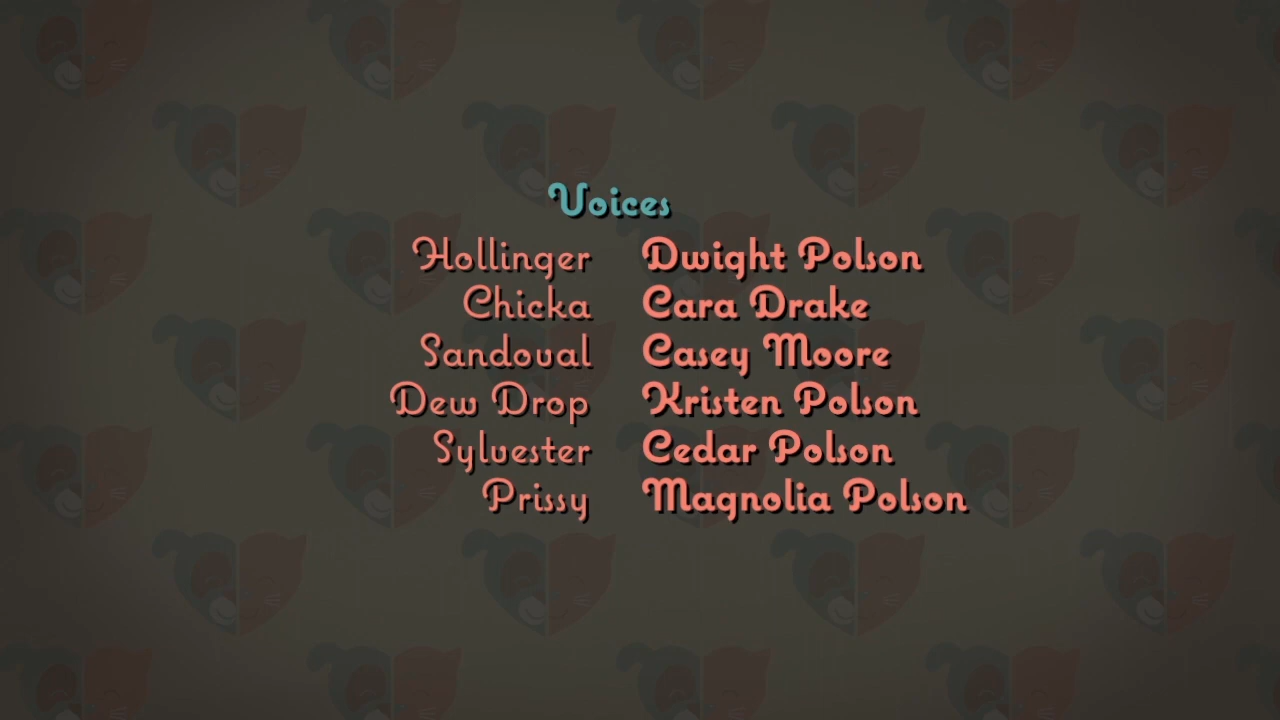 Voices
Hollinger Dwight Polson
Chicka Cara Drake
Sandoval Casey Moore
Dew Drop Kristen Polson
Sylvester Cedar Polson
Prissy Magnolia Polson